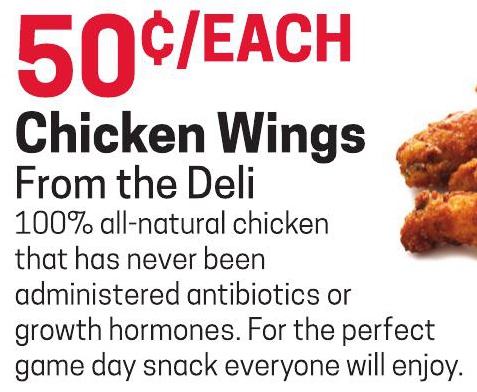 50¢/EACH
Chicken Wings
From the Deli
100% all-natural chicken
that has never been
administered antibiotics or
growth hormones. For the perfect
game day snack everyone will enjoy.